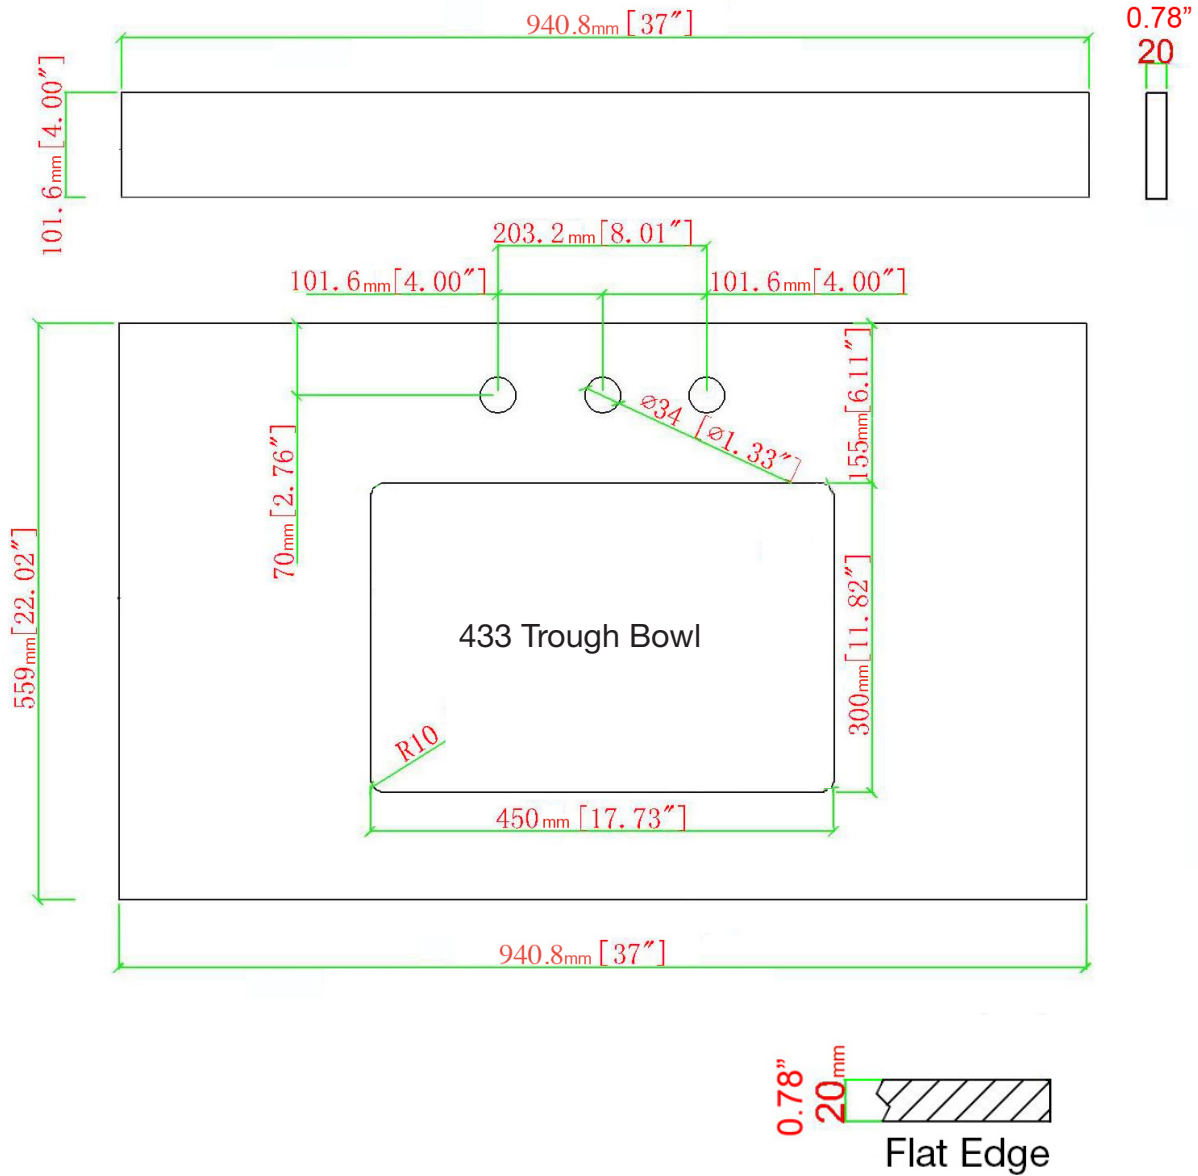 940.8mm [37″]
0.78”
20
101.6mm[4.00″]
203.2mm[8.01″]
101.6mm[4.00″]
101.6mm[4.00″]
155mm[6.11″]
⌀34 [⌀1.33″]
70mm[2.76″]
559mm[22.02″]
433 Trough Bowl
300mm[11.82″]
R10
450mm [17.73″]
940.8mm [37″]
0.78”
20mm
Flat Edge